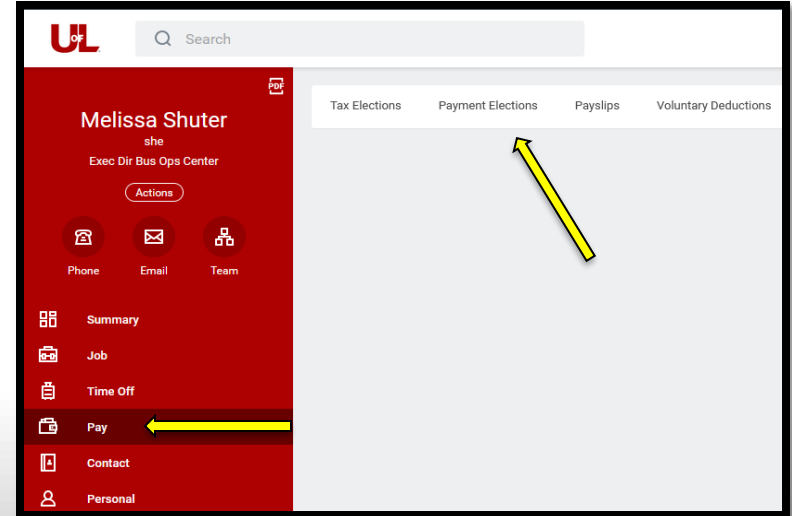 UofL
Search
PDF
Melissa Shuter
she
Exec Dir Bus Ops Center
Actions
Phone Email Team
Summary
Job
Time Off
Pay
Contact
Personal
Tax Elections Payment Elections Payslips Voluntary Deductions